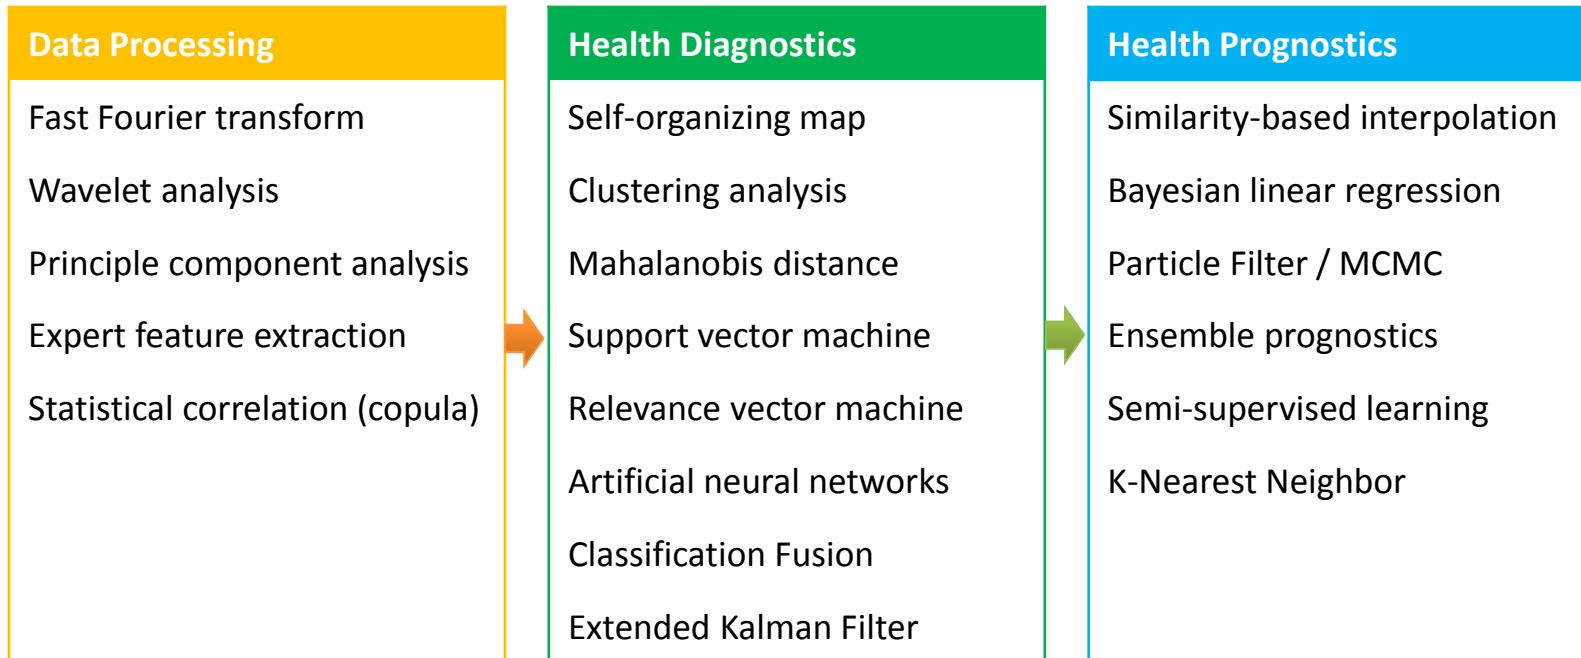 Data Processing
Fast Fourier transform
Wavelet analysis
Principle component analysis
Expert feature extraction
Statistical correlation (copula)
Health Diagnostics
Self-organizing map
Clustering analysis
Mahalanobis distance
Support vector machine
Relevance vector machine
Artificial neural networks
Classification Fusion
Extended Kalman Filter
Health Prognostics
Similarity-based interpolation
Bayesian linear regression
Particle Filter / MCMC
Ensemble prognostics
Semi-supervised learning
K-Nearest Neighbor